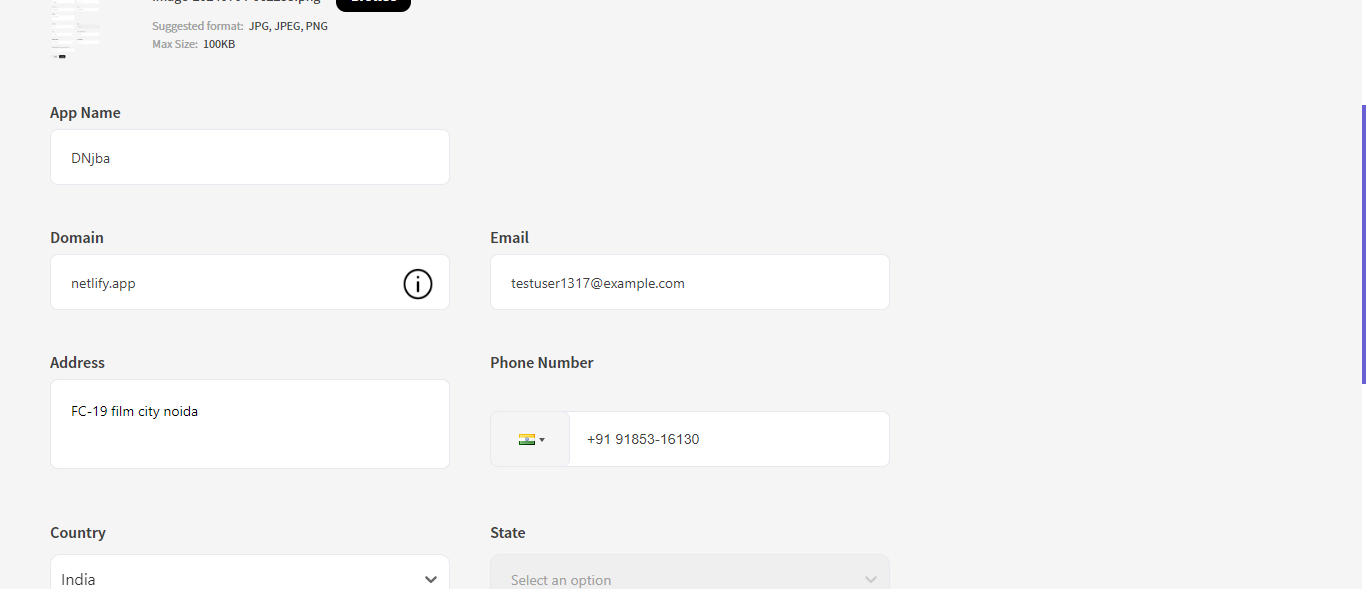 Suggested format: JPG, JPEG, PNG
Max Size: 100KB
App Name
DNjba
Domain
Email
netlify.app
testuser1317@example.com
Address
Phone Number
FC-19 film city noida
+91 91853-16130
Country
State
India
Select an option